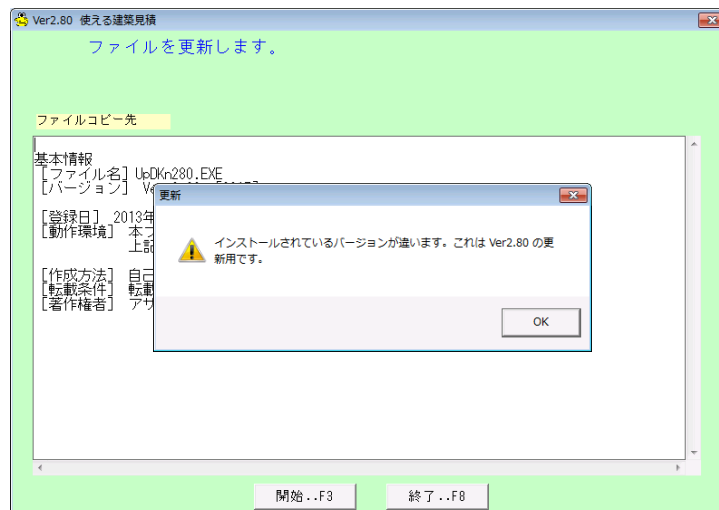 Ver2.80 使える建築見積
ファイルを更新します。
ファイルコピー先
基本情報
[ファイル名] UpDKn280.EXE
[バージョン]
[登録日] 2013年
[動作環境] 本
上記
[作成方法] 自己
[転載条件] 転載
[著作権者] アサ
更新
インストールされているバージョンが違います。これは Ver2.80 の更
新用です。
OK
開始..F3
終了..F8